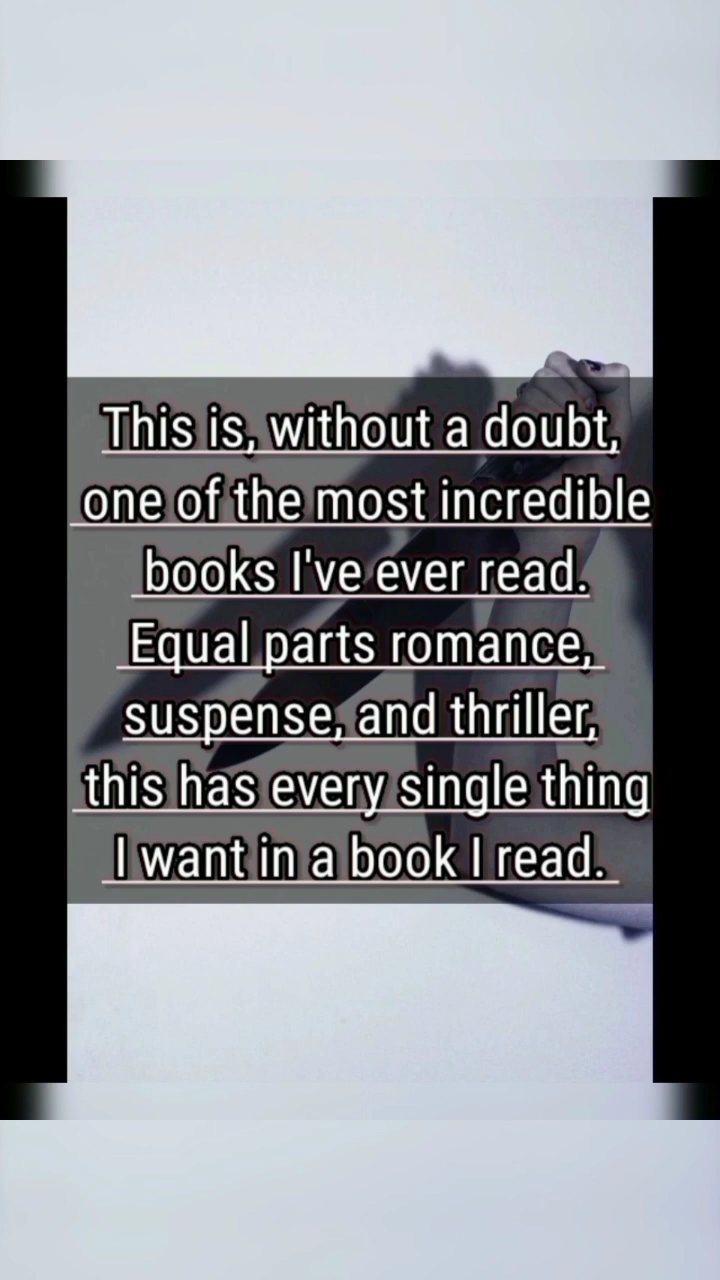 This is, without a doubt,
one of the most incredible
books I've ever read.
Equal parts romance,
suspense, and thriller,
this has every single thing
I want in a book I read.